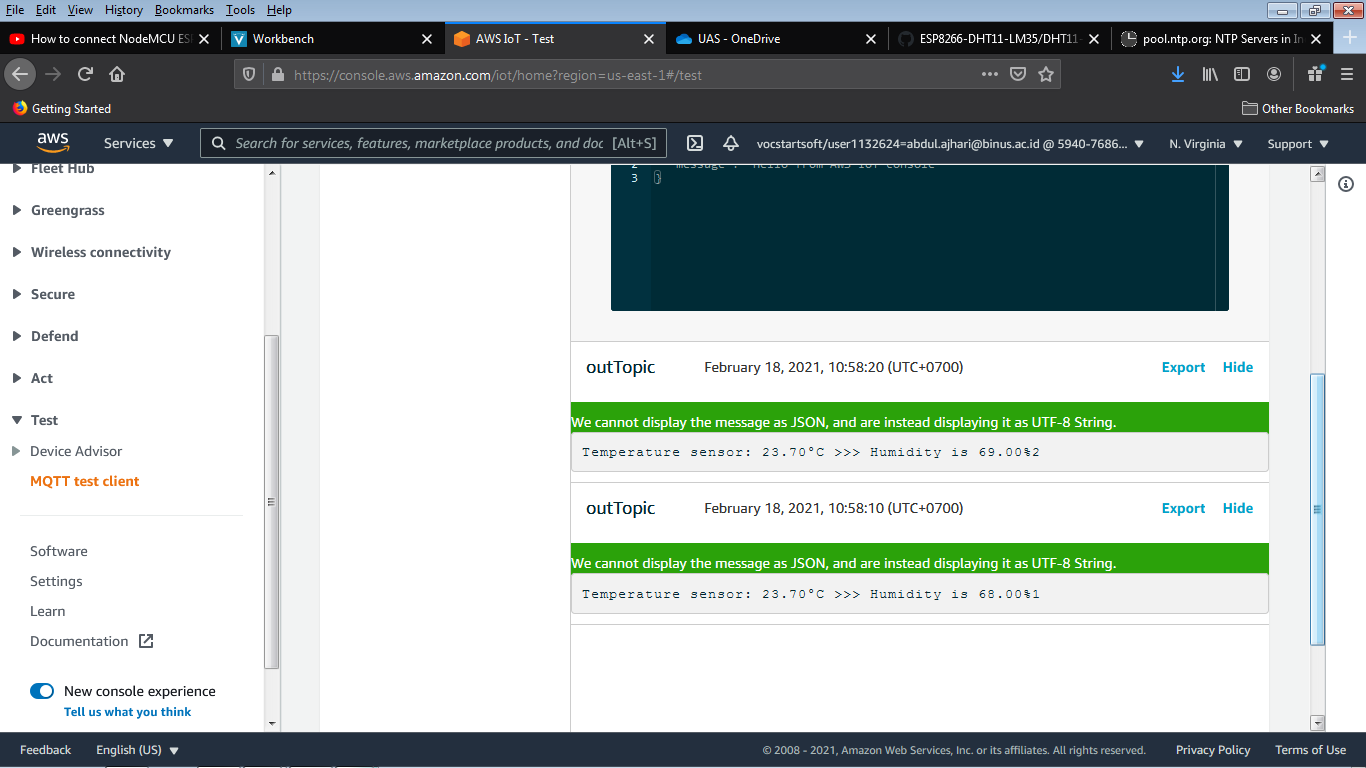 File Edit View History Bookmarks Tools Help
How to connect NodeMCU ES
Workbench
AWS IoT - Test
UAS - OneDrive
ESP8266-DHT11-LM35/DHT11-
pool.ntp.org: NTP Servers in In
https://console.aws.amazon.com/iot/home?region=us-east-1#/test
Getting Started
Other Bookmarks
aws
Services
Search for services, features, marketplace products, and doc [Alt+S]
vocstartsoft/user1132624=abdul.ajhari@binus.ac.id @ 5940-7686...
N. Virginia
Support
Fleet Hub
Greengrass
Wireless connectivity
Secure
Defend
Act
Test
Device Advisor
MQTT test client
Software
Settings
Learn
Documentation
New console experience
Tell us what you think
2 "message": "Hello from AWS IoT console"
3 }
outTopic February 18, 2021, 10:58:20 (UTC+0700) Export Hide
We cannot display the message as JSON, and are instead displaying it as UTF-8 String.
Temperature sensor: 23.70°C >>> Humidity is 69.00%2
outTopic February 18, 2021, 10:58:10 (UTC+0700) Export Hide
We cannot display the message as JSON, and are instead displaying it as UTF-8 String.
Temperature sensor: 23.70°C >>> Humidity is 68.00%1
Feedback English (US)
© 2008 - 2021, Amazon Web Services, Inc. or its affiliates. All rights reserved. Privacy Policy Terms of Use